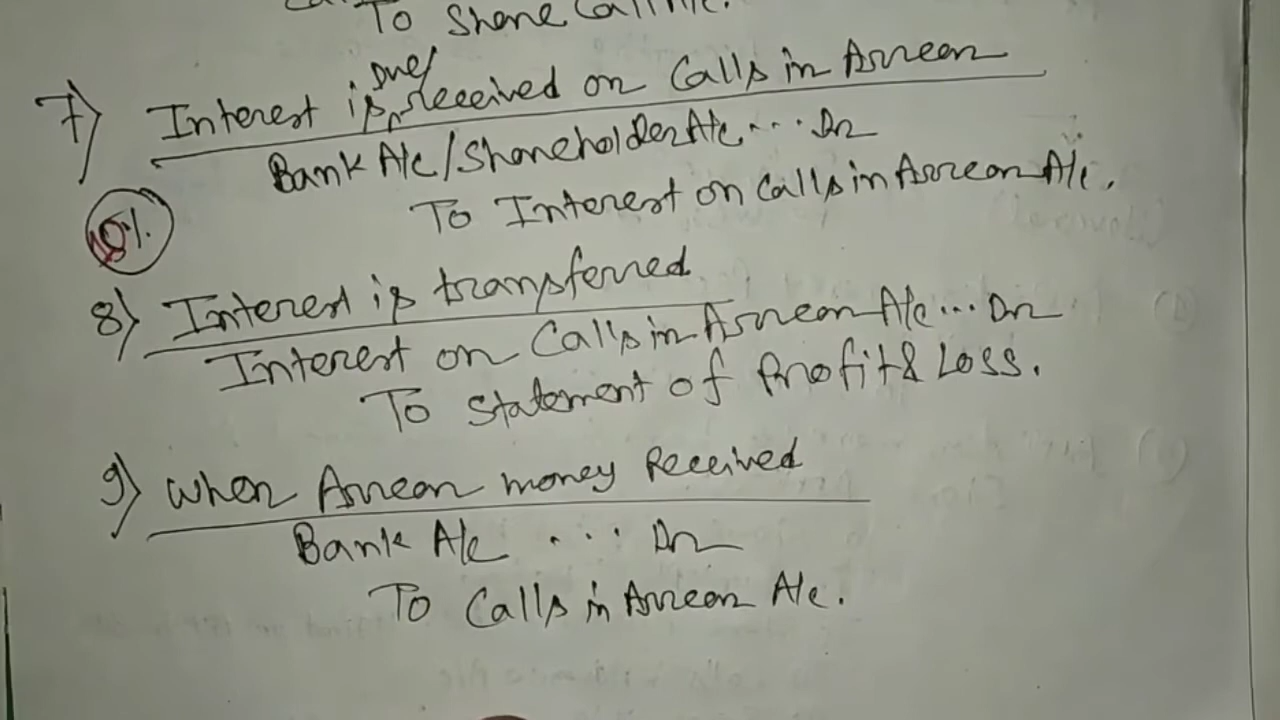 To Share Call A/c.
7) Interest is Due/ received on Calls in Arrear
Bank A/c/Shareholder A/c... Dr
To Interest on Calls in Arrear A/c.
10%
8) Interest is transferred
Interest on Calls in Arrear A/c... Dr
To Statement of Profit & Loss.
9) When Arrear money Received
Bank A/c ... Dr
To Calls in Arrear A/c.